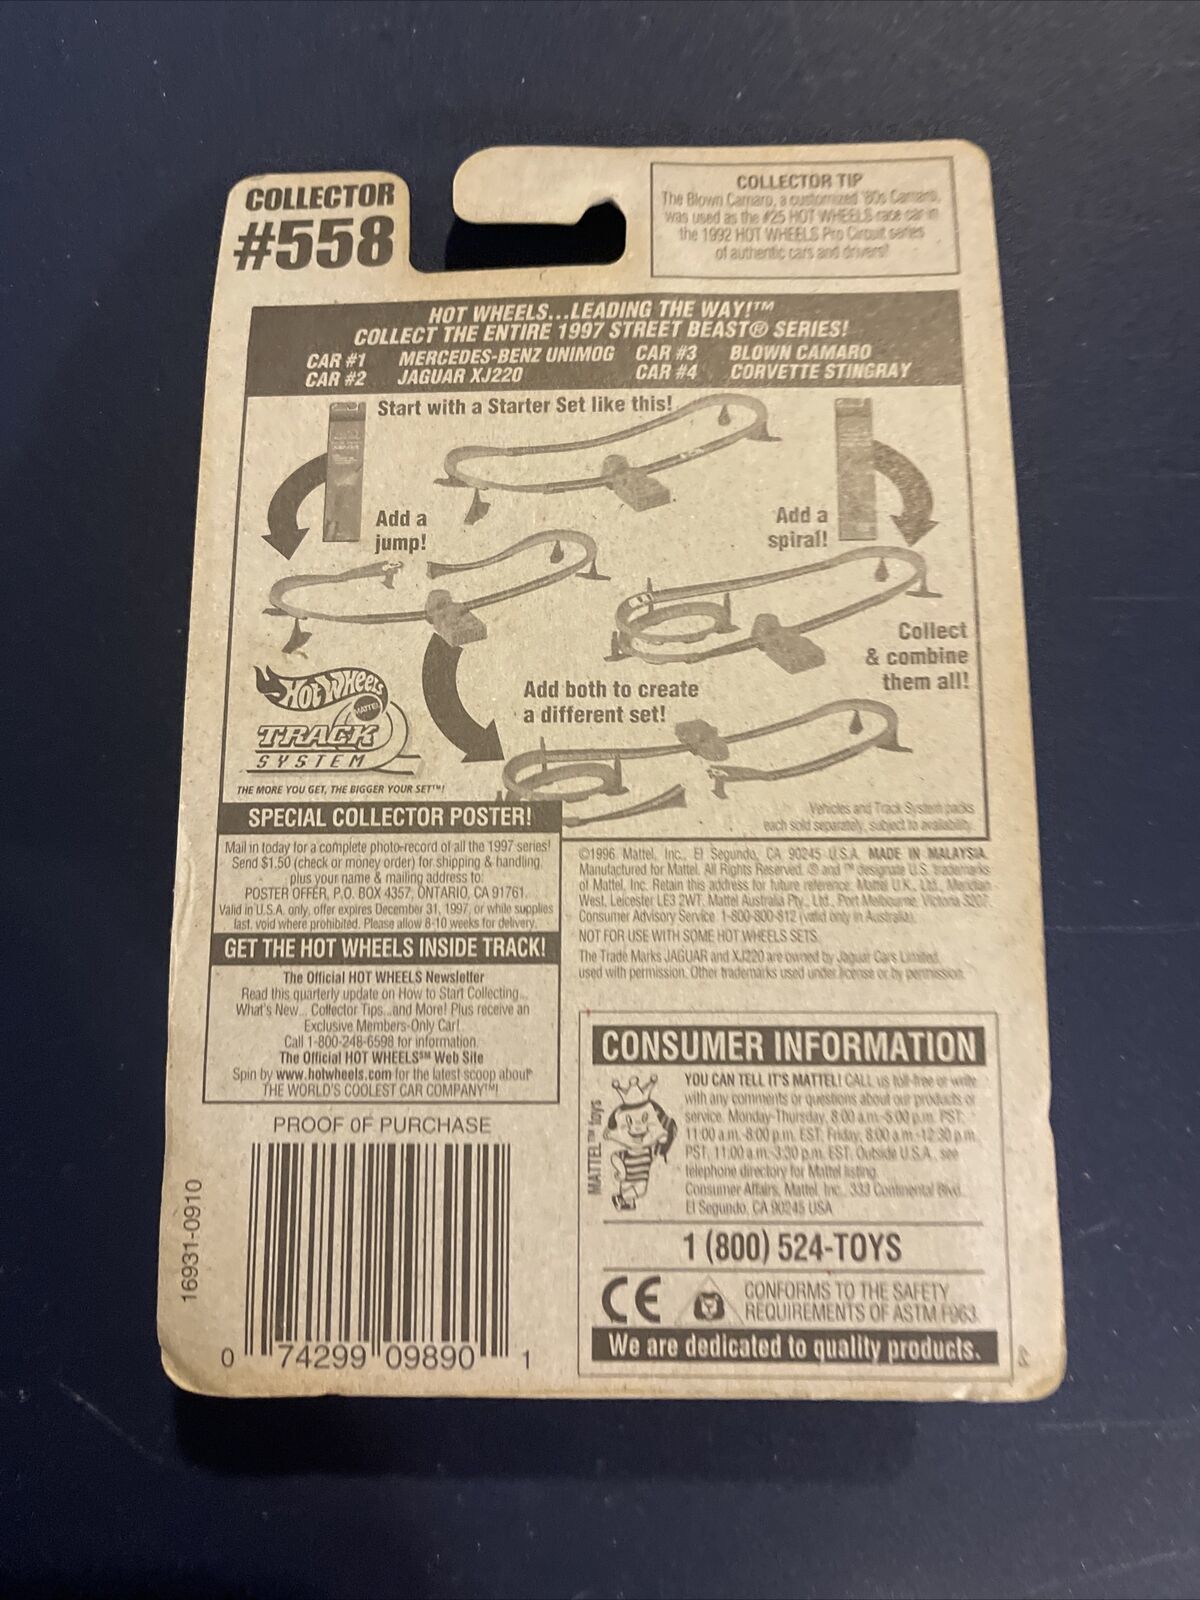 COLLECTOR
#558
COLLECTOR TIP
The Blown Camaro, a customized '80s Camaro,
was used as the #25 HOT WHEELS race car in
the 1992 HOT WHEELS Pro Circuit series
of authentic cars and drivers!
HOT WHEELS...LEADING THE WAY!™
COLLECT THE ENTIRE 1997 STREET BEAST® SERIES!
CAR #1 MERCEDES-BENZ UNIMOG CAR #3 BLOWN CAMARO
CAR #2 JAGUAR XJ220 CAR #4 CORVETTE STINGRAY
Start with a Starter Set like this!
Add a
jump!
Add a
spiral!
Collect
& combine
them all!
Add both to create
a different set!
Hot Wheels
MATTEL
TRACK
SYSTEM
THE MORE YOU GET, THE BIGGER YOUR SET™!
Vehicles and Track System packs
each sold separately, subject to availability.
SPECIAL COLLECTOR POSTER!
Mail in today for a complete photo-record of all the 1997 series!
Send $1.50 (check or money order) for shipping & handling,
plus your name & mailing address to:
POSTER OFFER, P.O. BOX 4357, ONTARIO, CA 91761.
Valid in U.S.A. only, offer expires December 31, 1997, or while supplies
last, void where prohibited. Please allow 8-10 weeks for delivery.
GET THE HOT WHEELS INSIDE TRACK!
The Official HOT WHEELS Newsletter
Read this quarterly update on How to Start Collecting...
What's New... Collector Tips...and More! Plus receive an
Exclusive Members-Only Car!
Call 1-800-248-6598 for information.
The Official HOT WHEELS℠ Web Site
Spin by www.hotwheels.com for the latest scoop about
THE WORLD'S COOLEST CAR COMPANY™!
©1996 Mattel, Inc., El Segundo, CA 90245 U.S.A. MADE IN MALAYSIA.
Manufactured for Mattel. All Rights Reserved. ® and ™ designate U.S. trademarks
of Mattel, Inc. Retain this address for future reference: Mattel U.K., Ltd., Meridian
West, Leicester LE3 2WT. Mattel Australia Pty., Ltd., Port Melbourne, Victoria 3207.
Consumer Advisory Service 1-800-800-812 (valid only in Australia).
NOT FOR USE WITH SOME HOT WHEELS SETS.
The Trade Marks JAGUAR and XJ220 are owned by Jaguar Cars Limited,
used with permission. Other trademarks used under license or by permission.
PROOF OF PURCHASE
16931-0910
0 74299 09890 1
CONSUMER INFORMATION
MATTEL™ toys
YOU CAN TELL IT'S MATTEL! CALL us toll-free or write
with any comments or questions about our products or
service. Monday-Thursday, 8:00 a.m.-5:00 p.m. PST;
11:00 a.m.-8:00 p.m. EST; Friday, 8:00 a.m.-12:30 p.m.
PST, 11:00 a.m.-3:30 p.m. EST. Outside U.S.A., see
telephone directory for Mattel listing.
Consumer Affairs, Mattel, Inc., 333 Continental Blvd.,
El Segundo, CA 90245 USA
1 (800) 524-TOYS
CE
CONFORMS TO THE SAFETY
REQUIREMENTS OF ASTM F963.
We are dedicated to quality products.